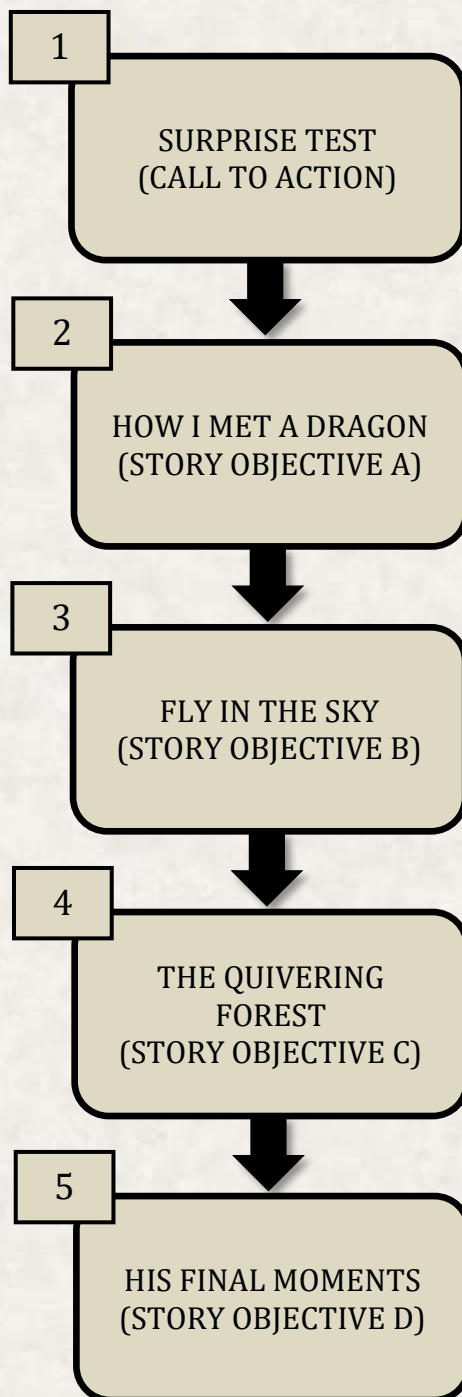 1
SURPRISE TEST
(CALL TO ACTION)
2
HOW I MET A DRAGON
(STORY OBJECTIVE A)
3
FLY IN THE SKY
(STORY OBJECTIVE B)
4
THE QUIVERING
FOREST
(STORY OBJECTIVE C)
5
HIS FINAL MOMENTS
(STORY OBJECTIVE D)